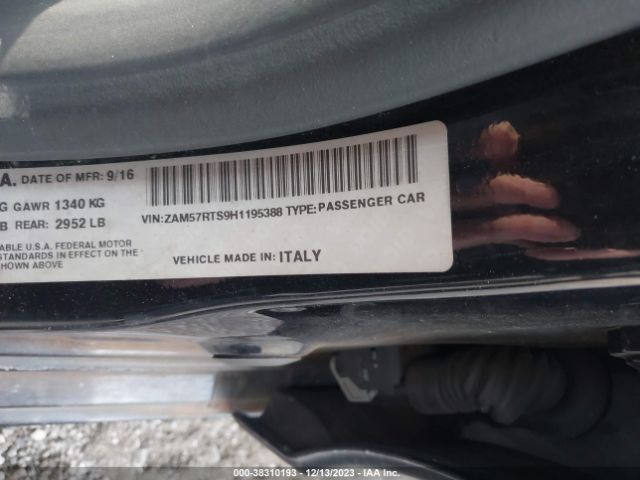 A. DATE OF MFR: 9/16
G GAWR 1340 KG
B REAR: 2952 LB
VIN:ZAM57RTS9H1195388 TYPE:PASSENGER CAR
ABLE U.S.A. FEDERAL MOTOR
STANDARDS IN EFFECT ON THE
HOWN ABOVE
VEHICLE MADE IN: ITALY
000-38310193 - 12/13/2023 - IAA Inc.